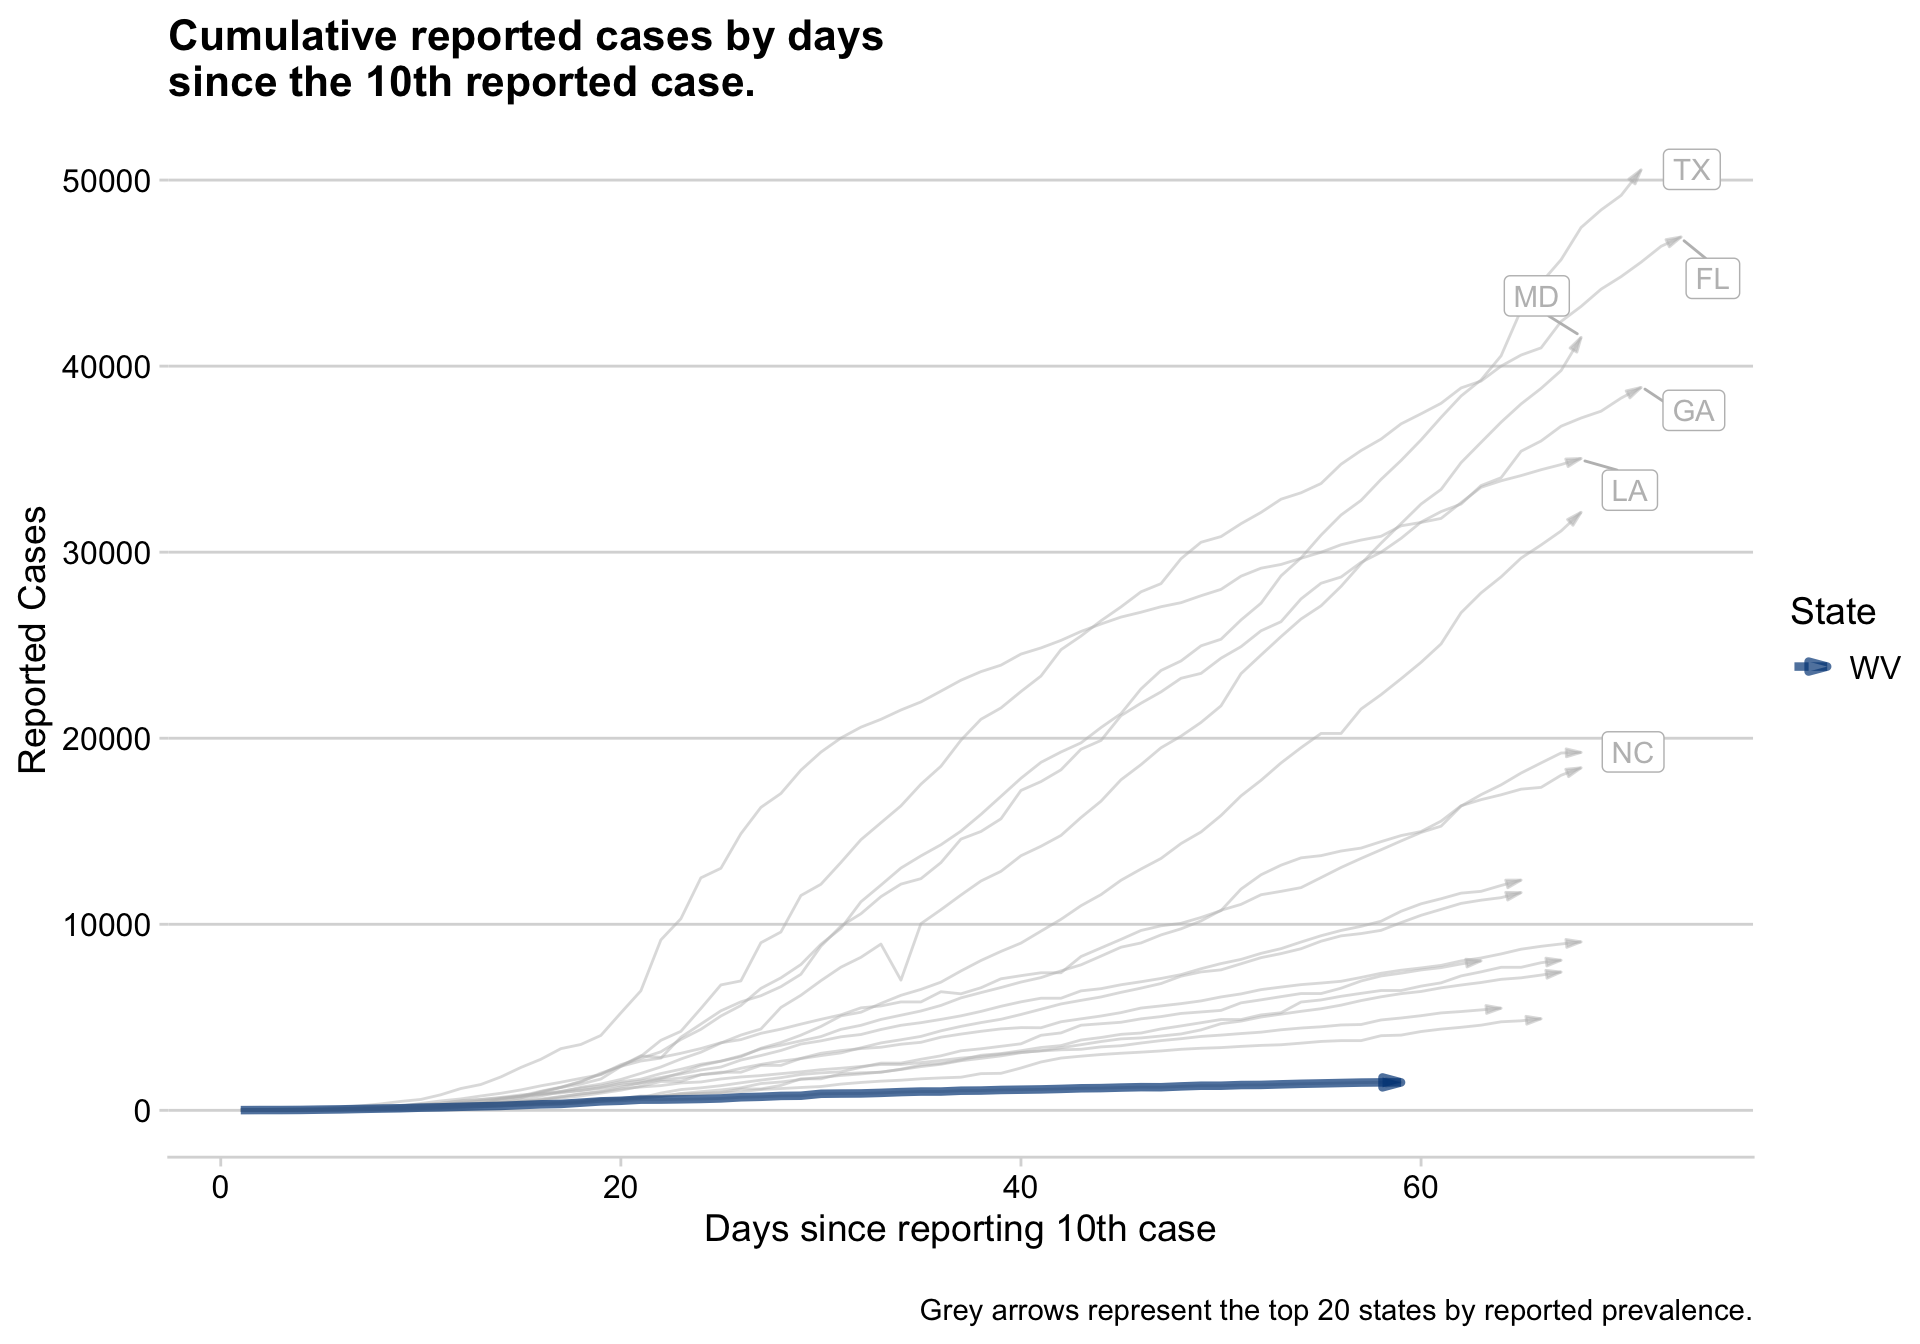 Cumulative reported cases by days
since the 10th reported case.
50000
40000
30000
20000
10000
0
Reported Cases
TX
FL
MD
GA
LA
NC
State
WV
0 20 40 60
Days since reporting 10th case
Grey arrows represent the top 20 states by reported prevalence.